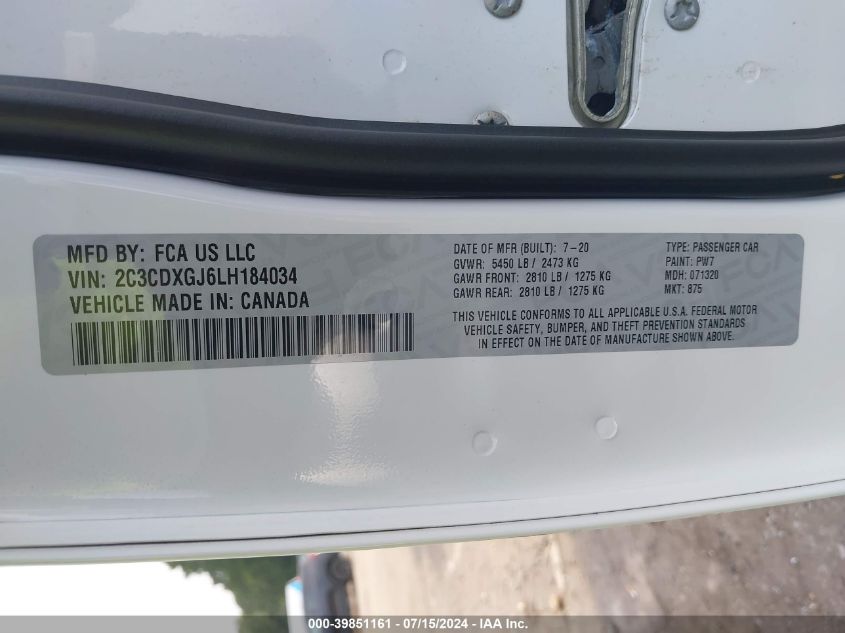 MFD BY: FCA US LLC
VIN: 2C3CDXGJ6LH184034
VEHICLE MADE IN: CANADA
DATE OF MFR (BUILT): 7-20
GVWR: 5450 LB / 2473 KG
GAWR FRONT: 2810 LB / 1275 KG
GAWR REAR: 2810 LB / 1275 KG
TYPE: PASSENGER CAR
PAINT: PW7
MDH: 071320
MKT: 875
THIS VEHICLE CONFORMS TO ALL APPLICABLE U.S.A. FEDERAL MOTOR
VEHICLE SAFETY, BUMPER, AND THEFT PREVENTION STANDARDS
IN EFFECT ON THE DATE OF MANUFACTURE SHOWN ABOVE.
000-39851161 - 07/15/2024 - IAA Inc.